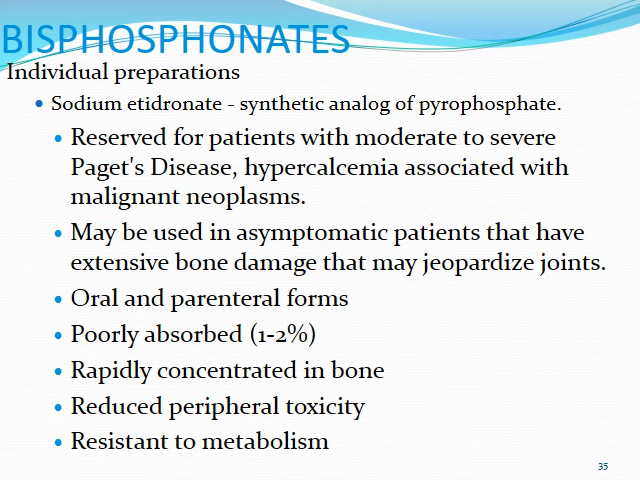 BISPHOSPHONATES
Individual preparations
• Sodium etidronate - synthetic analog of pyrophosphate.
• Reserved for patients with moderate to severe
Paget's Disease, hypercalcemia associated with
malignant neoplasms.
• May be used in asymptomatic patients that have
extensive bone damage that may jeopardize joints.
• Oral and parenteral forms
• Poorly absorbed (1-2%)
• Rapidly concentrated in bone
• Reduced peripheral toxicity
• Resistant to metabolism
35